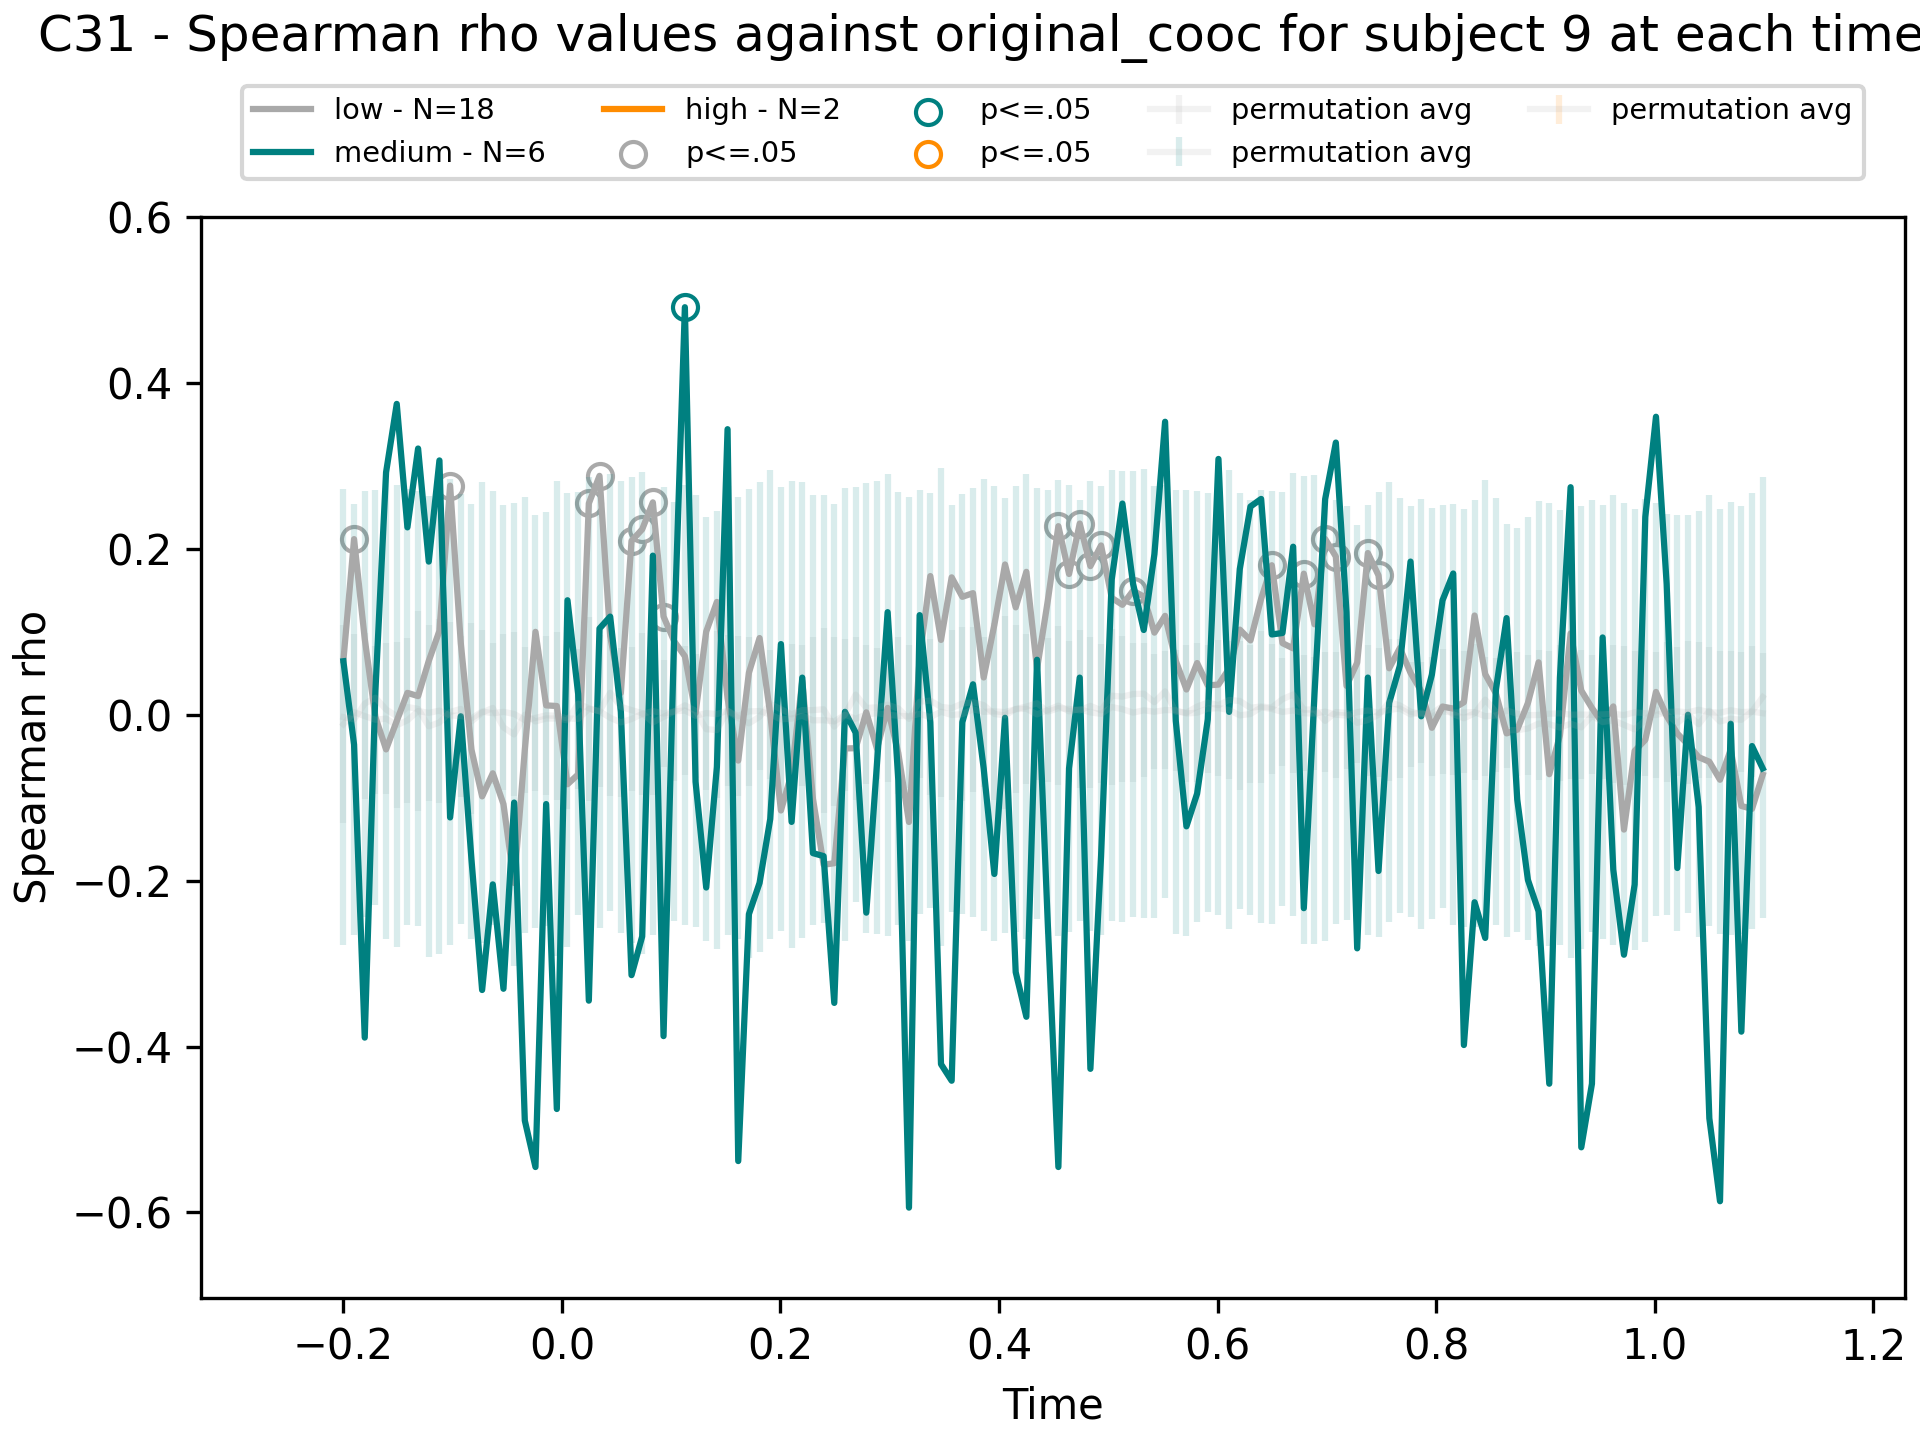 C31 - Spearman rho values against original_cooc for subject 9 at each time
low - N=18 high - N=2 p<=.05 permutation avg permutation avg
medium - N=6 p<=.05 p<=.05 permutation avg
0.6
0.4
0.2
0.0
−0.2
−0.4
−0.6
Spearman rho
−0.2 0.0 0.2 0.4 0.6 0.8 1.0 1.2
Time